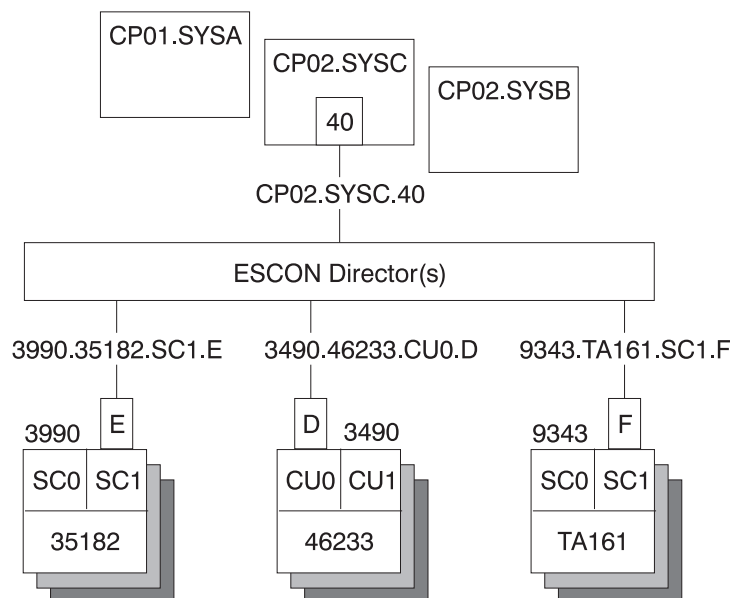 CP01.SYSA
CP02.SYSC
CP02.SYSB
40
CP02.SYSC.40
ESCON Director(s)
3990.35182.SC1.E
3490.46233.CU0.D
9343.TA161.SC1.F
3990
E
D
3490
9343
F
SC0
SC1
CU0
CU1
SC0
SC1
35182
46233
TA161